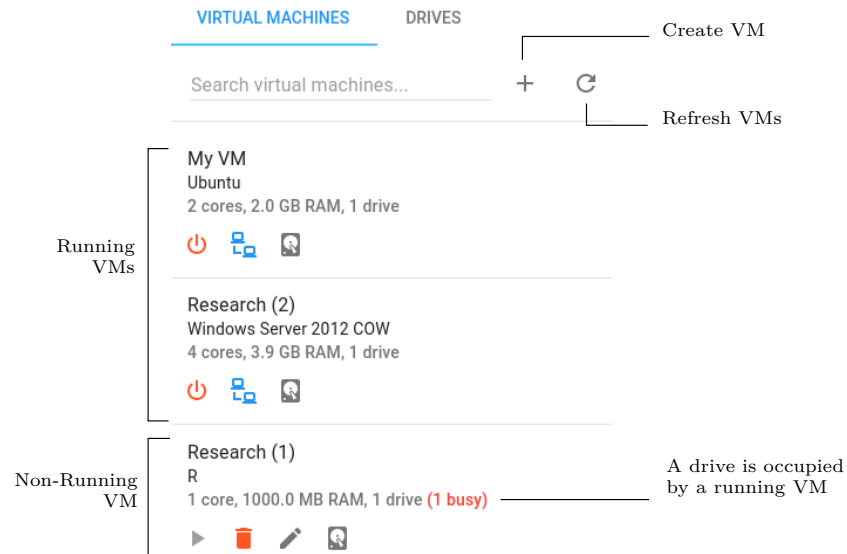 VIRTUAL MACHINES DRIVES
Create VM
Search virtual machines...
Refresh VMs
My VM
Ubuntu
2 cores, 2.0 GB RAM, 1 drive
Running
VMs
Research (2)
Windows Server 2012 COW
4 cores, 3.9 GB RAM, 1 drive
Research (1)
R
1 core, 1000.0 MB RAM, 1 drive (1 busy)
Non-Running
VM
A drive is occupied
by a running VM